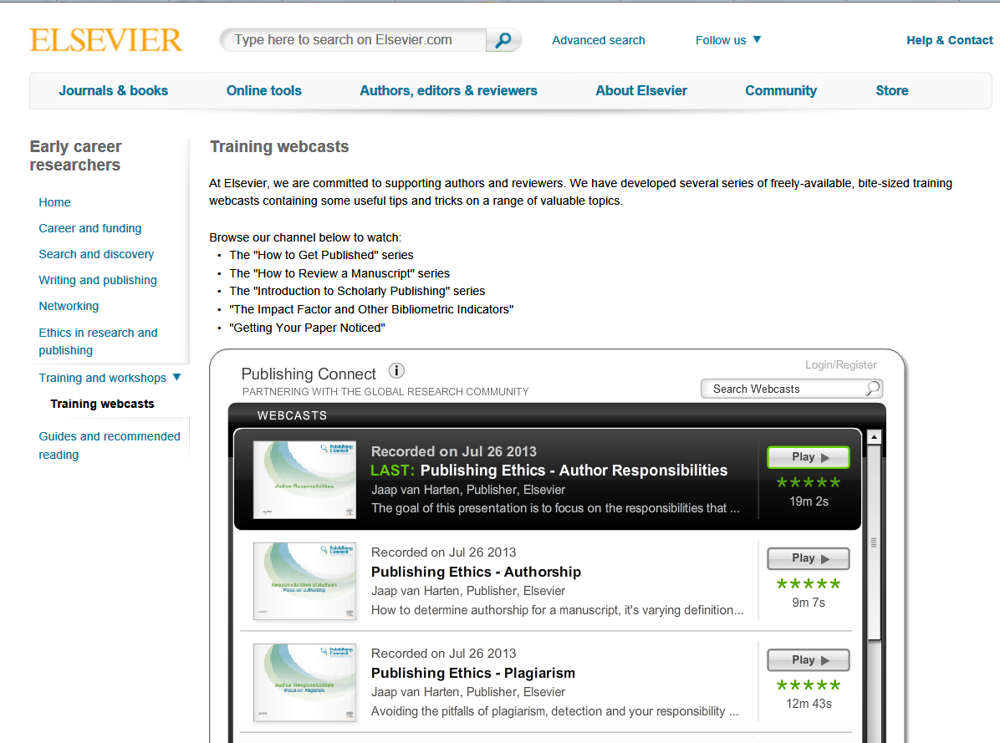 ELSEVIER
Type here to search on Elsevier.com
Advanced search
Follow us ▼
Help & Contact
Journals & books
Online tools
Authors, editors & reviewers
About Elsevier
Community
Store
Early career
researchers
Home
Career and funding
Search and discovery
Writing and publishing
Networking
Ethics in research and
publishing
Training and workshops ▼
Training webcasts
Guides and recommended
reading
Training webcasts
At Elsevier, we are committed to supporting authors and reviewers. We have developed several series of freely-available, bite-sized training
webcasts containing some useful tips and tricks on a range of valuable topics.
Browse our channel below to watch:
• The "How to Get Published" series
• The "How to Review a Manuscript" series
• The "Introduction to Scholarly Publishing" series
• "The Impact Factor and Other Bibliometric Indicators"
• "Getting Your Paper Noticed"
Publishing Connect i
PARTNERING WITH THE GLOBAL RESEARCH COMMUNITY
Login/Register
Search Webcasts
WEBCASTS
Publishing
Connect
Author Responsibilities
Recorded on Jul 26 2013
LAST: Publishing Ethics - Author Responsibilities
Jaap van Harten, Publisher, Elsevier
The goal of this presentation is to focus on the responsibilities that ...
Play ▶
★★★★★
19m 2s
Publishing
Connect
Responsibilities of Authors
Focus on: Authorship
Recorded on Jul 26 2013
Publishing Ethics - Authorship
Jaap van Harten, Publisher, Elsevier
How to determine authorship for a manuscript, it's varying definition...
Play ▶
★★★★★
9m 7s
Publishing
Connect
Author Responsibilities
Focus on: Plagiarism
Recorded on Jul 26 2013
Publishing Ethics - Plagiarism
Jaap van Harten, Publisher, Elsevier
Avoiding the pitfalls of plagiarism, detection and your responsibility ...
Play ▶
★★★★★
12m 43s